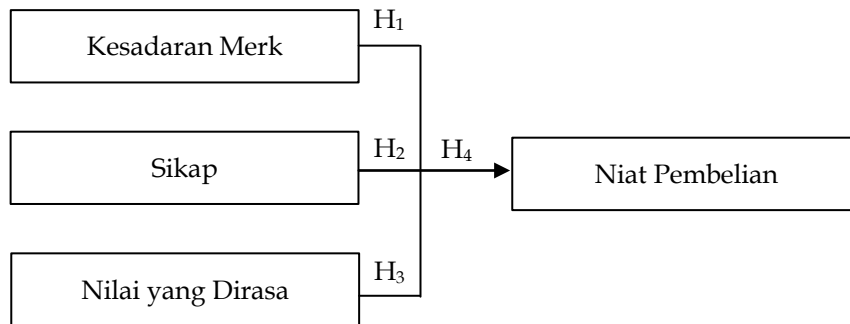 H₁
Kesadaran Merk
Sikap
H₂
H₄
Niat Pembelian
H₃
Nilai yang Dirasa